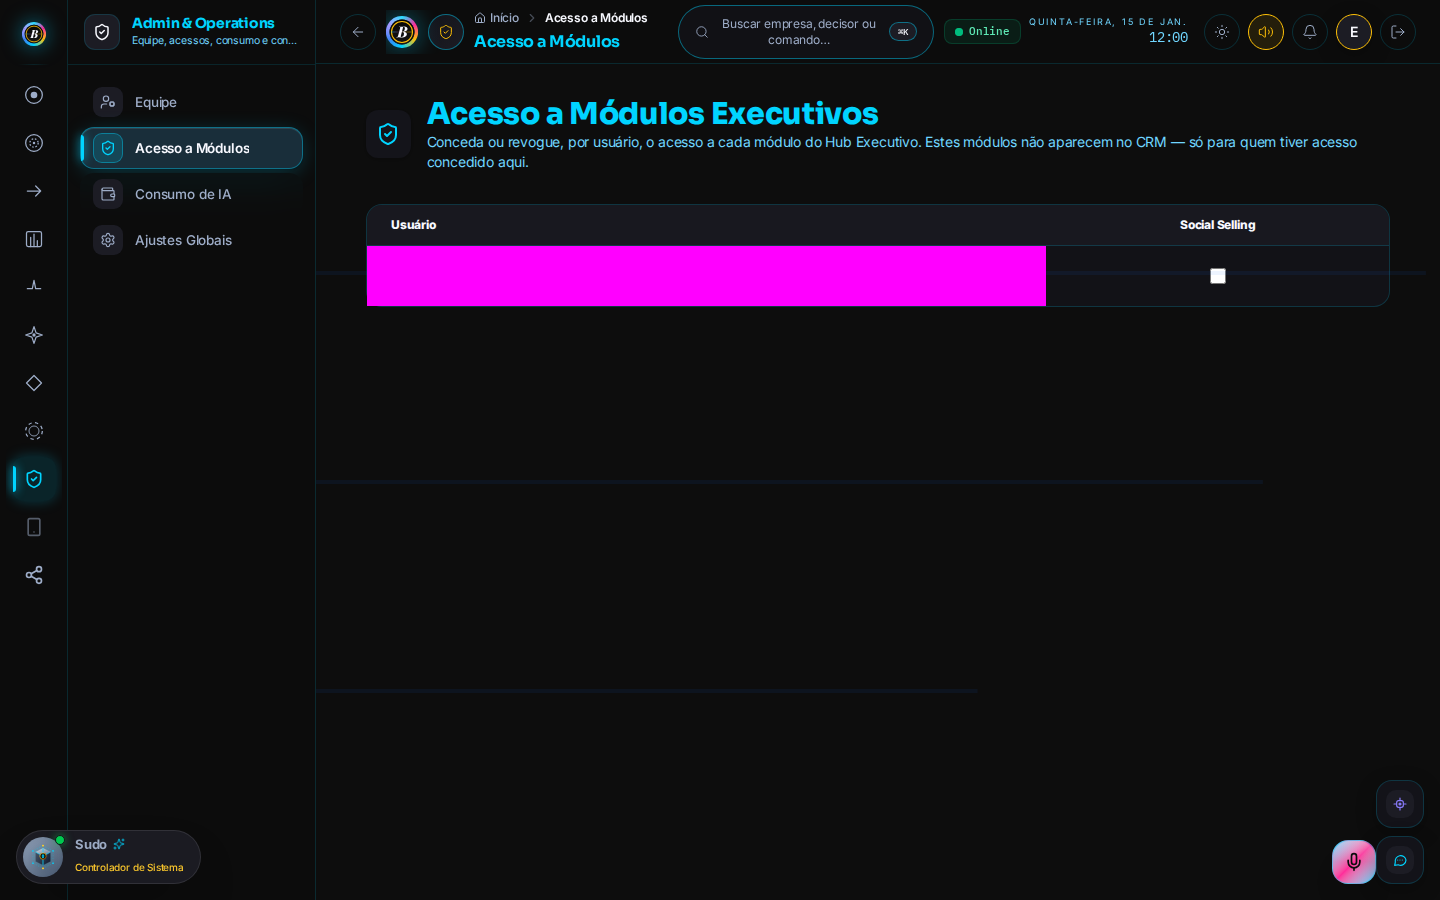 B
Admin & Operations
Equipe, acessos, consumo e con...
Equipe
Acesso a Módulos
Consumo de IA
Ajustes Globais
Sudo
Controlador de Sistema
B
Início
Acesso a Módulos
Acesso a Módulos
Buscar empresa, decisor ou
comando...
⌘K
Online
QUINTA-FEIRA, 15 DE JAN.
12:00
E
Acesso a Módulos Executivos
Conceda ou revogue, por usuário, o acesso a cada módulo do Hub Executivo. Estes módulos não aparecem no CRM — só para quem tiver acesso
concedido aqui.
Usuário
Social Selling